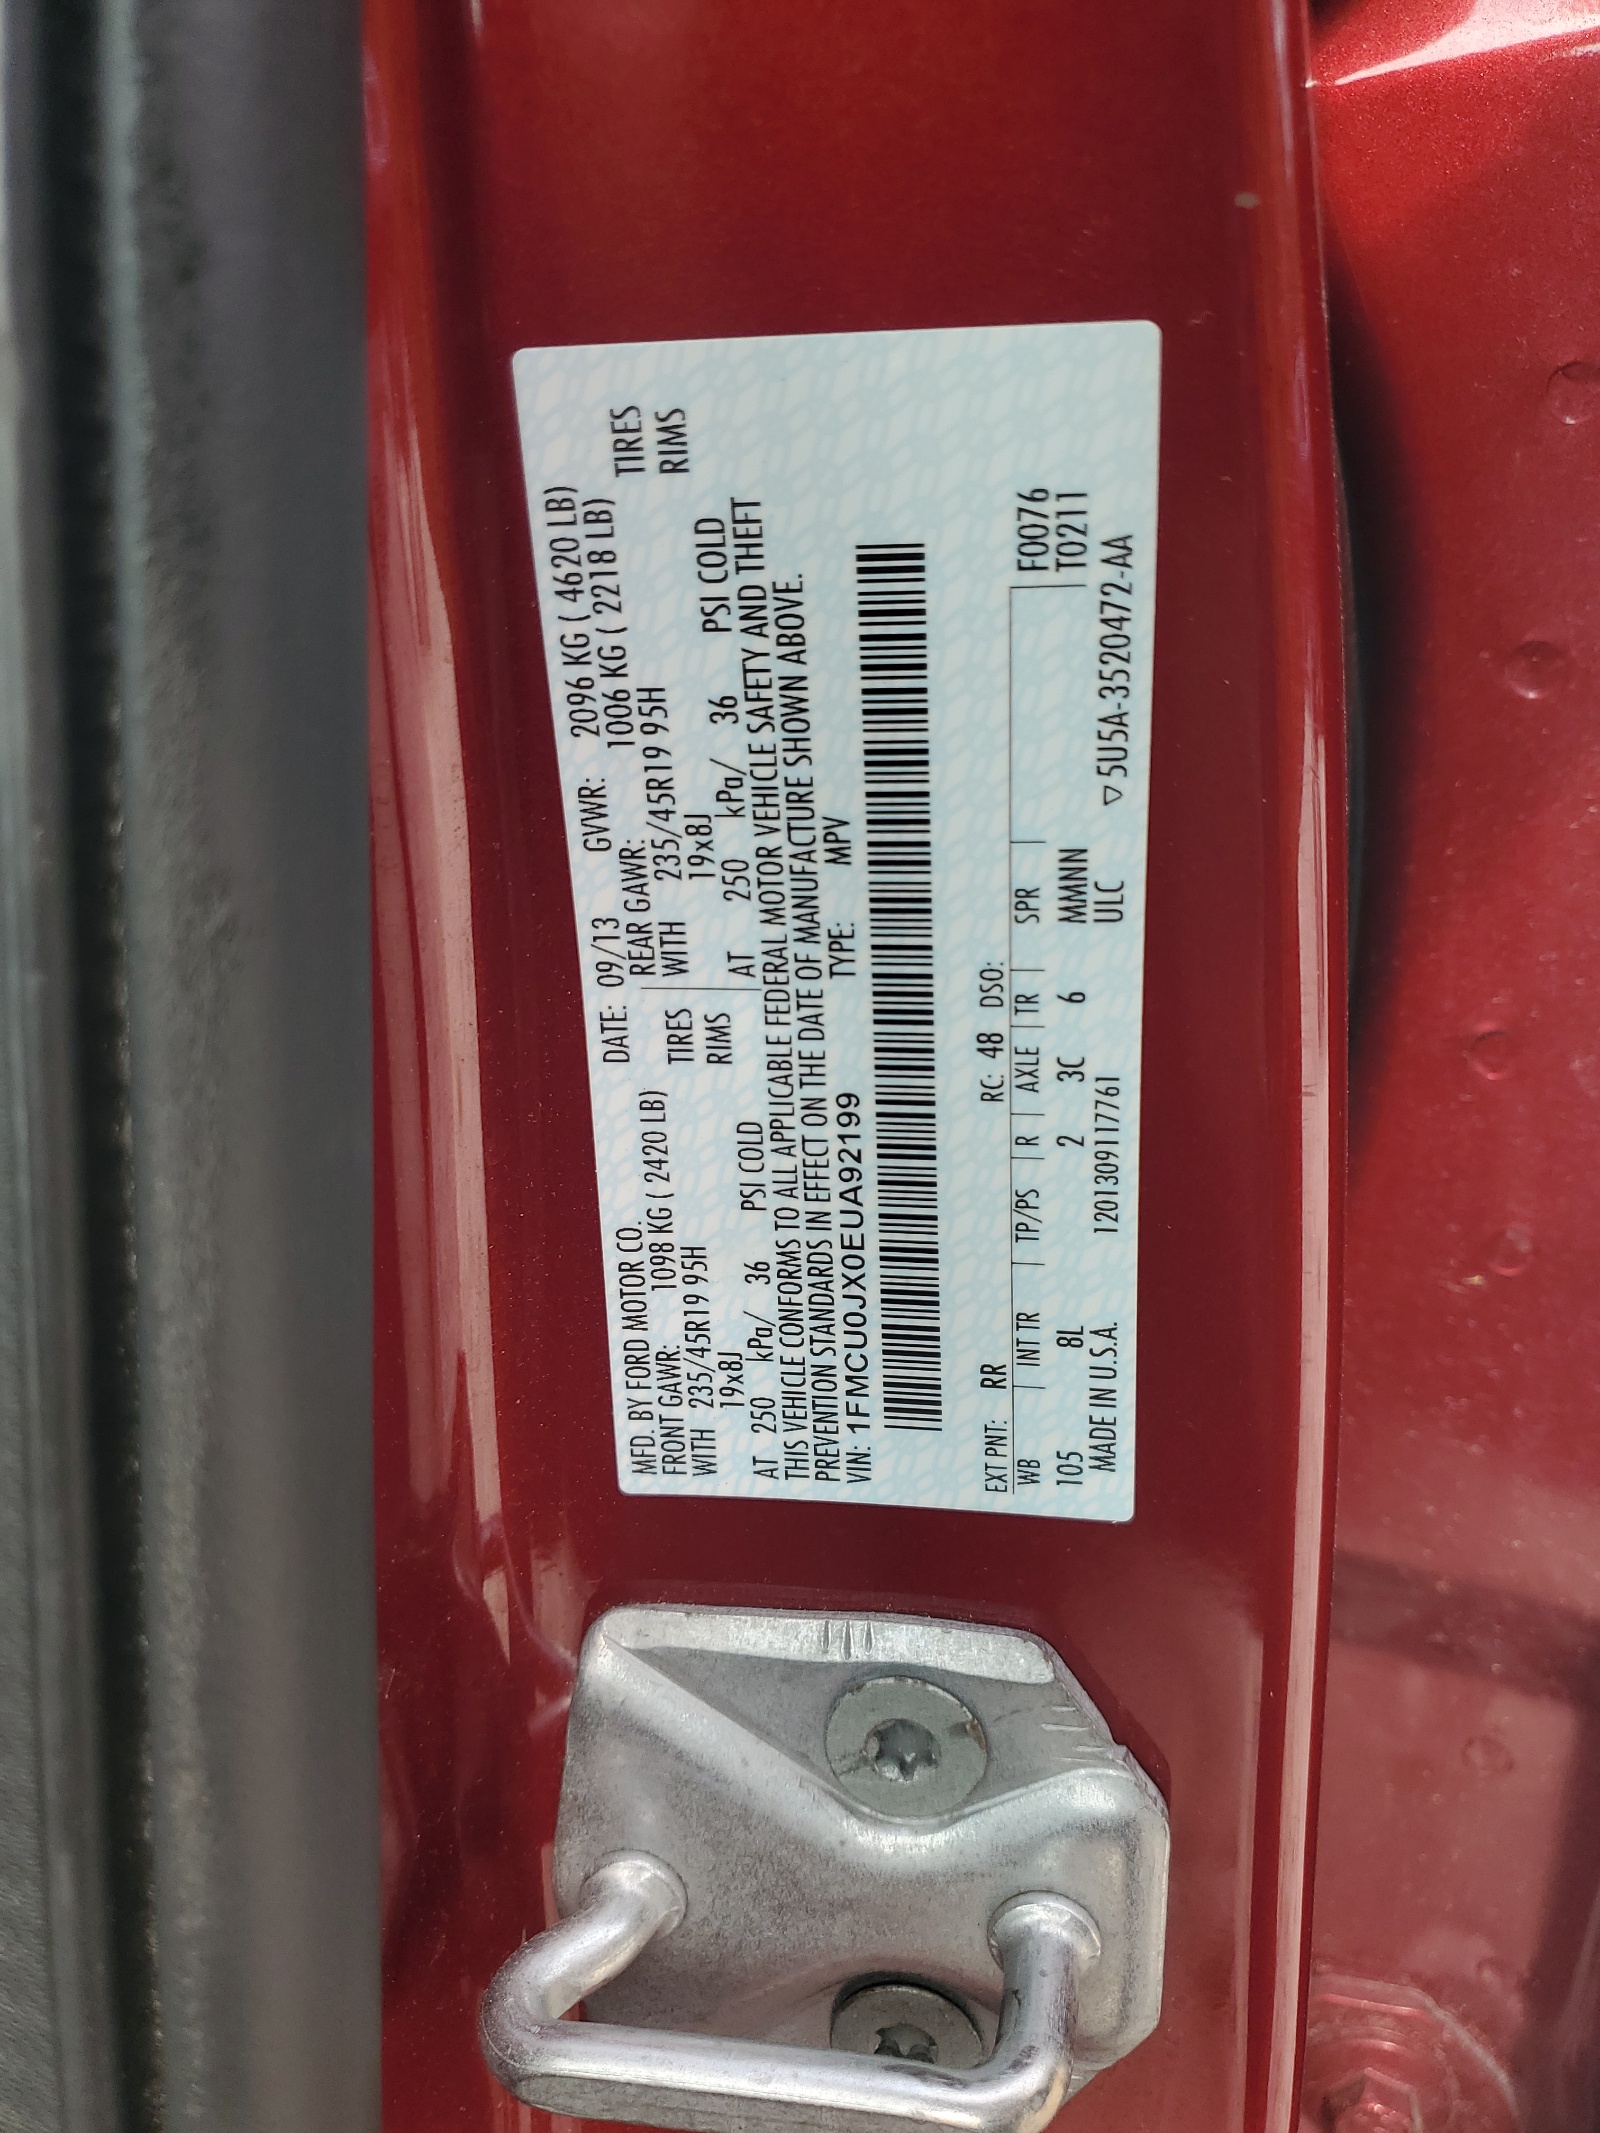 MFD. BY FORD MOTOR CO. DATE: 09/13 GVWR: 2096 KG ( 4620 LB)
FRONT GAWR: 1098 KG ( 2420 LB) REAR GAWR: 1006 KG ( 2218 LB)
WITH 235/45R19 95H TIRES WITH 235/45R19 95H TIRES
19x8J RIMS 19x8J RIMS
AT 250 kPa/ 36 PSI COLD AT 250 kPa/ 36 PSI COLD
THIS VEHICLE CONFORMS TO ALL APPLICABLE FEDERAL MOTOR VEHICLE SAFETY AND THEFT
PREVENTION STANDARDS IN EFFECT ON THE DATE OF MANUFACTURE SHOWN ABOVE.
VIN: 1FMCU0JX0EUA92199 TYPE: MPV
EXT PNT: RR RC: 48 DSO:
WB INT TR TP/PS R AXLE TR SPR F0076
105 8L 2 3C 6 MMNN T0211
MADE IN U.S.A. 120130911 7761 ULC ▽ 5U5A-3520472-AA